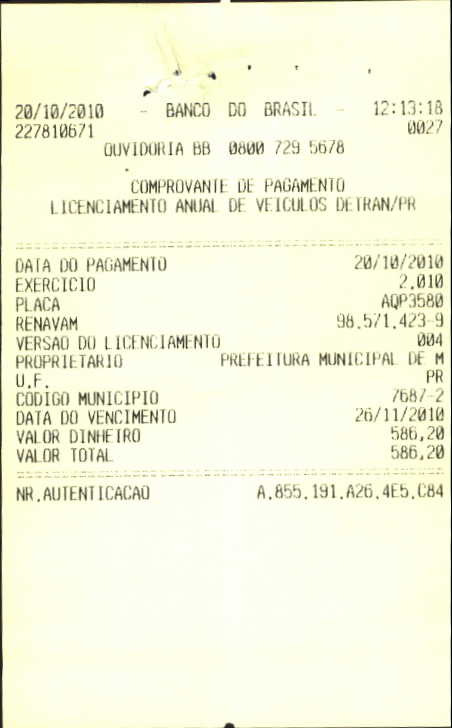 20/10/2010 - BANCO DO BRASIL - 12:13:18
227810671 0027
OUVIDORIA BB 0800 729 5678
COMPROVANTE DE PAGAMENTO
LICENCIAMENTO ANUAL DE VEICULOS DETRAN/PR
DATA DO PAGAMENTO 20/10/2010
EXERCICIO 2.010
PLACA AQP3580
RENAVAM 98.571.423-9
VERSAO DO LICENCIAMENTO 004
PROPRIETARIO PREFEITURA MUNICIPAL DE M
U.F. PR
CODIGO MUNICIPIO 7687-2
DATA DO VENCIMENTO 26/11/2010
VALOR DINHEIRO 586,20
VALOR TOTAL 586,20
NR.AUTENTICACAO A.855.191.A26.4E5.C84